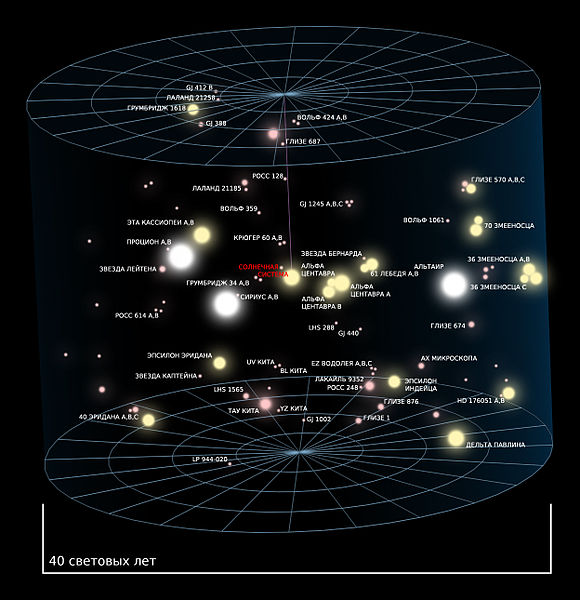 GJ 412 B
ЛАЛАНД 21258
ГРУМБРИДЖ 1618
GJ 388
ВОЛЬФ 424 A,B
ГЛИЗЕ 687
РОСС 128
ЛАЛАНД 21185
ГЛИЗЕ 570 A,B,C
GJ 1245 A,B,C
ВОЛЬФ 359
ВОЛЬФ 1061
70 ЗМЕЕНОСЦА
ЭТА КАССИОПЕИ A,B
КРЮГЕР 60 A,B
ПРОЦИОН A,B
ЗВЕЗДА БЕРНАРДА
ЗВЕЗДА ЛЕЙТЕНА
СОЛНЕЧНАЯ
СИСТЕМА
АЛЬФА
ЦЕНТАВРА
61 ЛЕБЕДЯ A,B
АЛЬТАИР
36 ЗМЕЕНОСЦА A,B
ГРУМБРИДЖ 34 A,B
АЛЬФА
ЦЕНТАВРА A
36 ЗМЕЕНОСЦА C
СИРИУС A,B
АЛЬФА
ЦЕНТАВРА B
РОСС 614 A,B
LHS 288
GJ 440
ГЛИЗЕ 674
ЭПСИЛОН ЭРИДАНА
UV КИТА
BL КИТА
EZ ВОДОЛЕЯ A,B,C
AX МИКРОСКОПА
ЗВЕЗДА КАПТЕЙНА
ЛАКАЙЛЬ 9352
РОСС 248
ЭПСИЛОН
ИНДЕЙЦА
LHS 1565
HD 176051 A,B
ГЛИЗЕ 876
ТАУ КИТА
YZ КИТА
40 ЭРИДАНА A,B,C
GJ 1002
ГЛИЗЕ 1
ДЕЛЬТА ПАВЛИНА
LP 944-020
40 световых лет